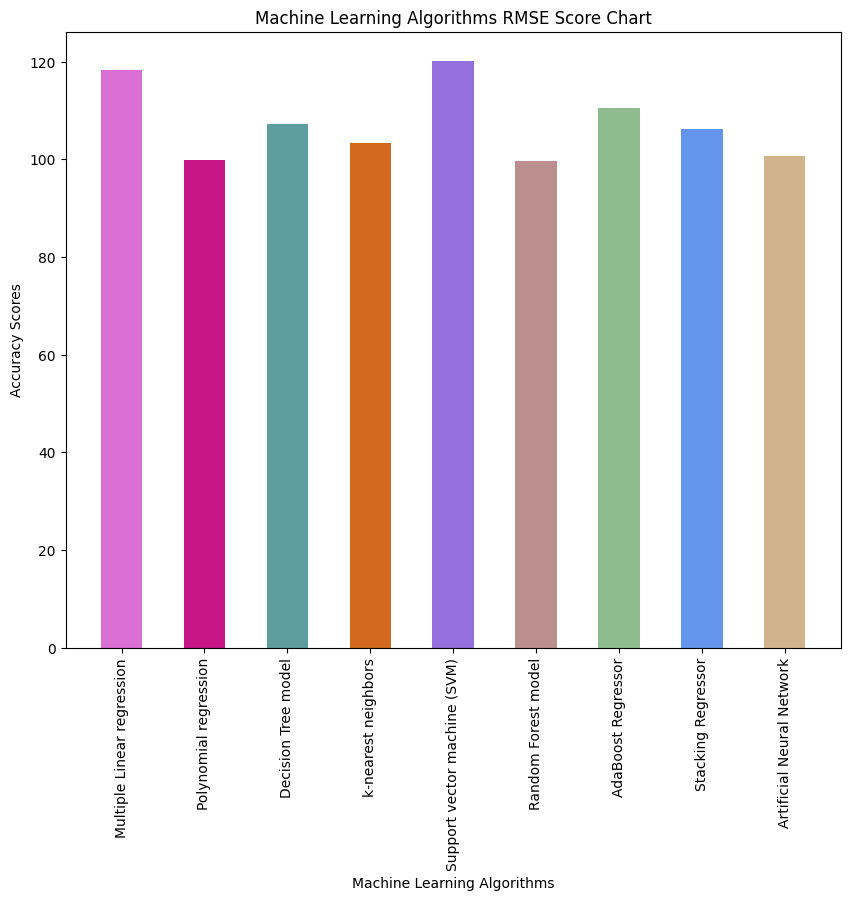 Machine Learning Algorithms RMSE Score Chart
Accuracy Scores
120
100
80
60
40
20
0
Multiple Linear regression
Polynomial regression
Decision Tree model
k-nearest neighbors
Support vector machine (SVM)
Random Forest model
AdaBoost Regressor
Stacking Regressor
Artificial Neural Network
Machine Learning Algorithms